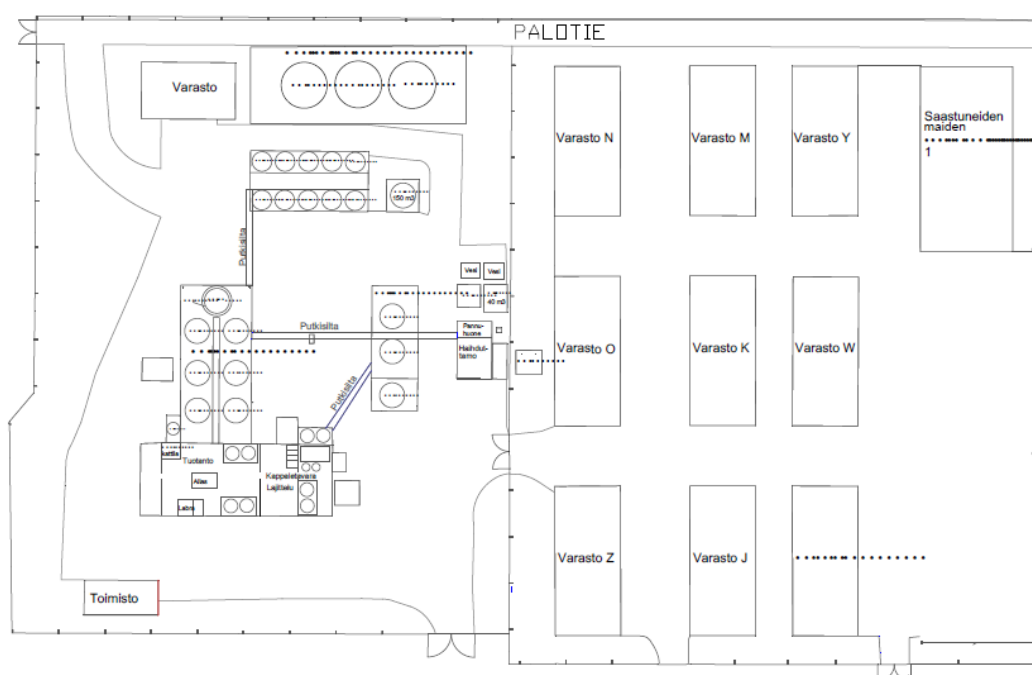 PALOTIE
Varasto
Varasto N
Varasto M
Varasto Y
Saastuneiden
maiden
1
150 m3
Putkisilta
Vesi
Vesi
40 m3
Putkisilta
Pannu-
huone
Haihdut-
tamo
Varasto O
Varasto K
Varasto W
Putkisilta
kattila
Tuotanto
Allas
Labra
Kappaletavara
Lajittelu
Varasto Z
Varasto J
Toimisto